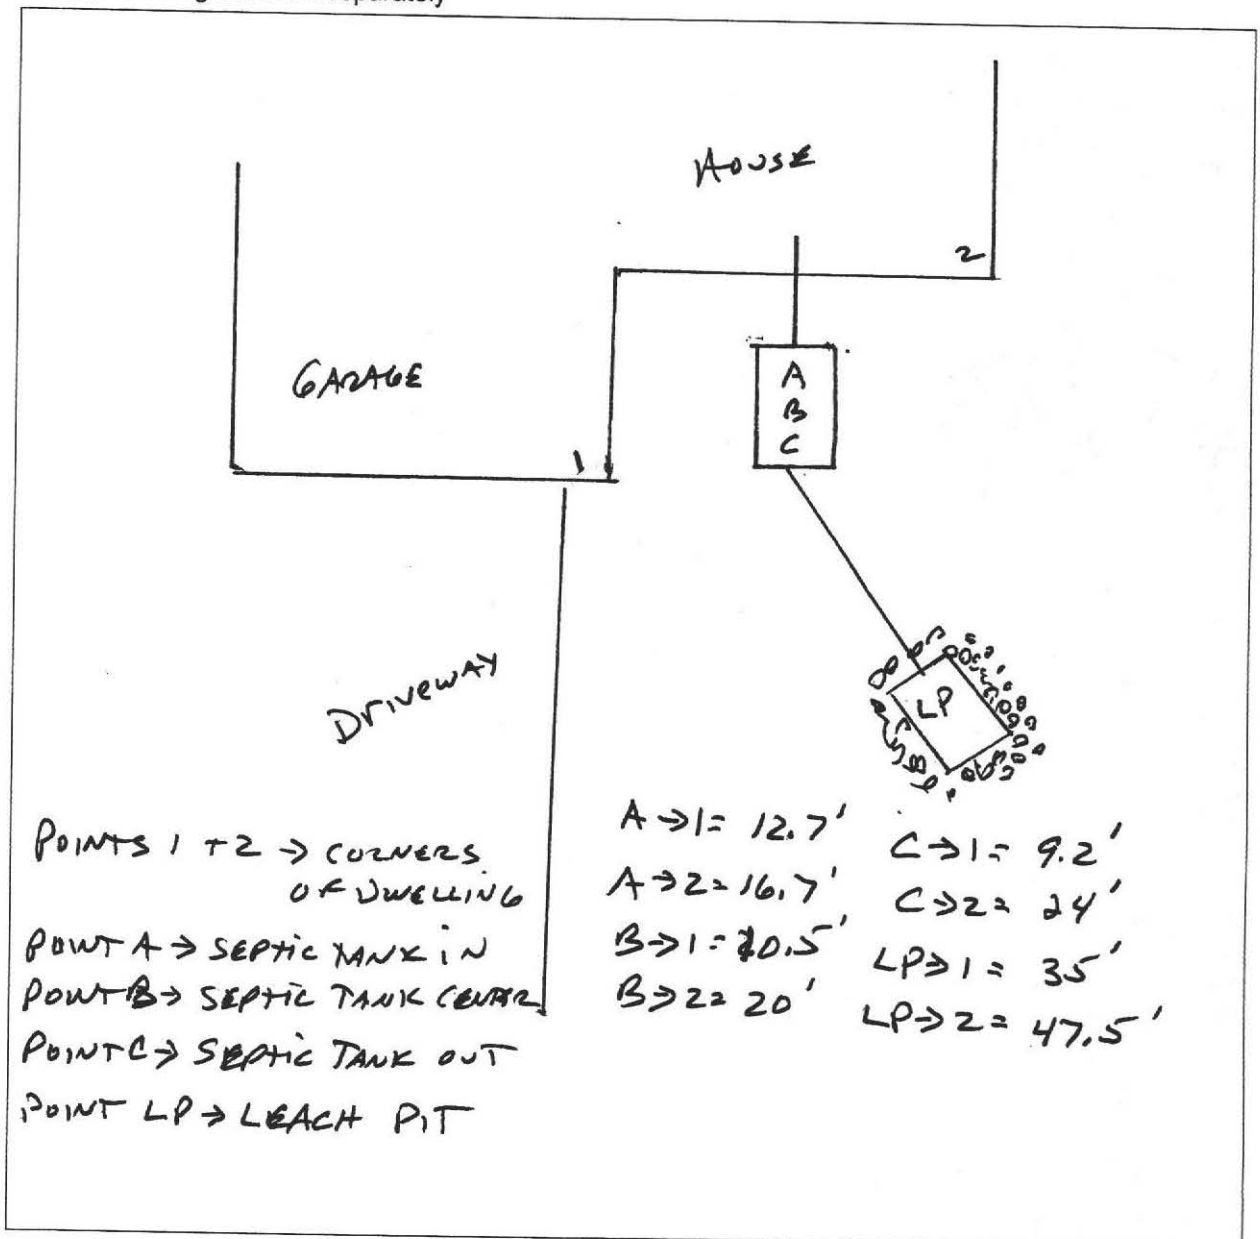 separately
HOUSE
2
GARAGE
1
A
B
C
LP
Driveway
POINTS 1 + 2 → CORNERS
OF DWELLING
POINT A → SEPTIC TANK IN
POINT B → SEPTIC TANK CENTER
POINT C → SEPTIC TANK OUT
POINT LP → LEACH PIT
A → 1 = 12.7'
A → 2 = 16.7'
B → 1 = 10.5'
B → 2 = 20'
C → 1 = 9.2'
C → 2 = 24'
LP → 1 = 35'
LP → 2 = 47.5'